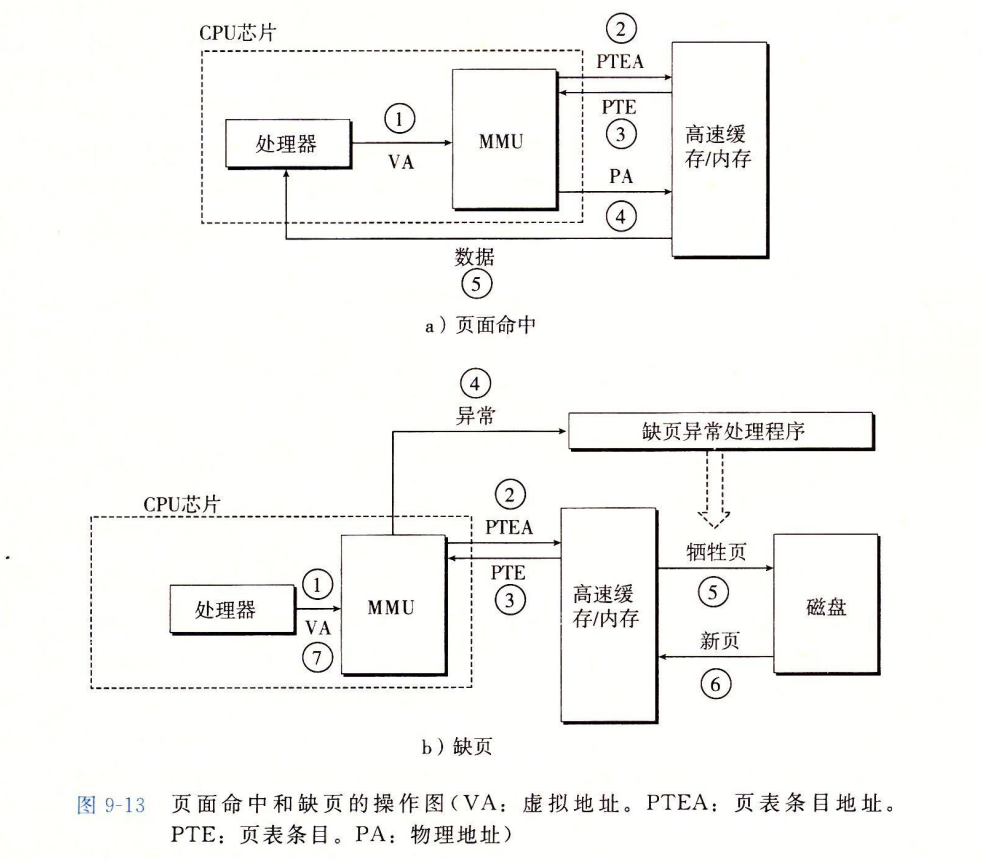 CPU芯片
②
PTEA
①
处理器
VA
MMU
PTE
③
高速缓
存/内存
PA
④
数据
⑤
a）页面命中
④
异常
缺页异常处理程序
CPU芯片
②
PTEA
①
处理器
VA
⑦
MMU
PTE
③
高速缓
存/内存
牺牲页
⑤
磁盘
新页
⑥
b）缺页
图 9-13 页面命中和缺页的操作图（VA：虚拟地址。PTEA：页表条目地址。
PTE：页表条目。PA：物理地址）